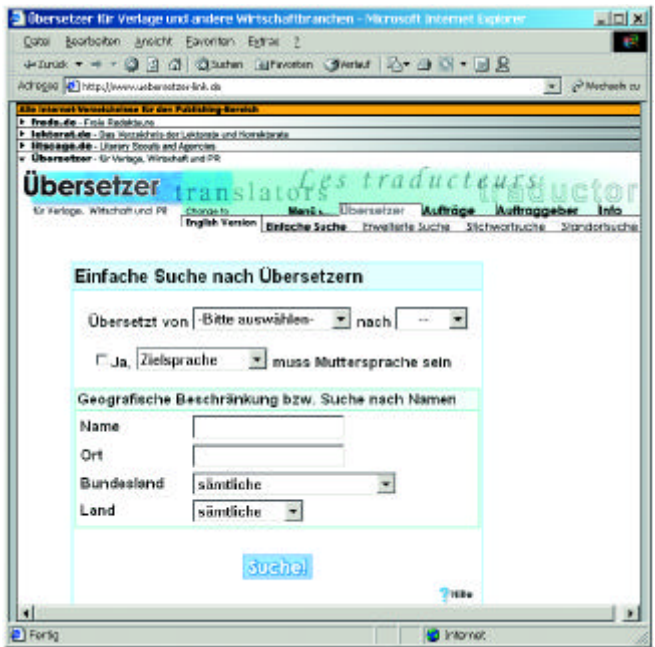 Übersetzer für Verlage und andere Wirtschaftbranchen - Microsoft Internet Explorer
Datei Bearbeiten Ansicht Favoriten Extras ?
Zurück Suchen Favoriten Verlauf
Adresse http://www.uebersetzer-link.de Wechseln zu
Alle Internet-Verzeichnisse für den Publishing-Bereich
freds.de - Freie Redakteure
lektorat.de - Das Verzeichnis der Lektorate und Korrektorate
litscage.de - Literary Scouts and Agencies
Übersetzer - für Verlage, Wirtschaft und PR
Übersetzer translators Les traducteurs traductor
für Verlage, Wirtschaft und PR Change to English Version Menü Übersetzer Aufträge Auftraggeber Info
Einfache Suche Erweiterte Suche Stichwortsuche Standortsuche
Einfache Suche nach Übersetzern
Übersetzt von -Bitte auswählen- nach --
Ja, Zielsprache muss Muttersprache sein
Geografische Beschränkung bzw. Suche nach Namen
Name
Ort
Bundesland sämtliche
Land sämtliche
Suche!
? Hilfe
Fertig Internet